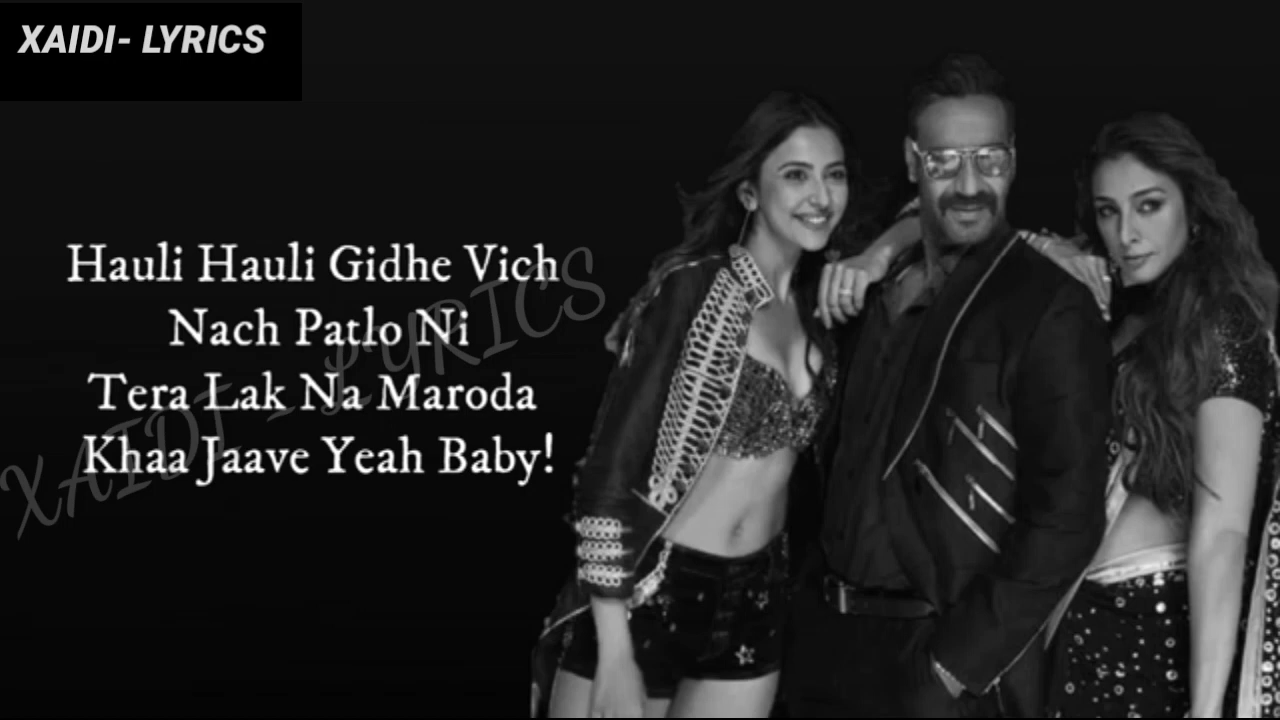 XAIDI- LYRICS
Hauli Hauli Gidhe Vich
Nach Patlo Ni
Tera Lak Na Maroda
Khaa Jaave Yeah Baby!
XAIDI - LYRICS